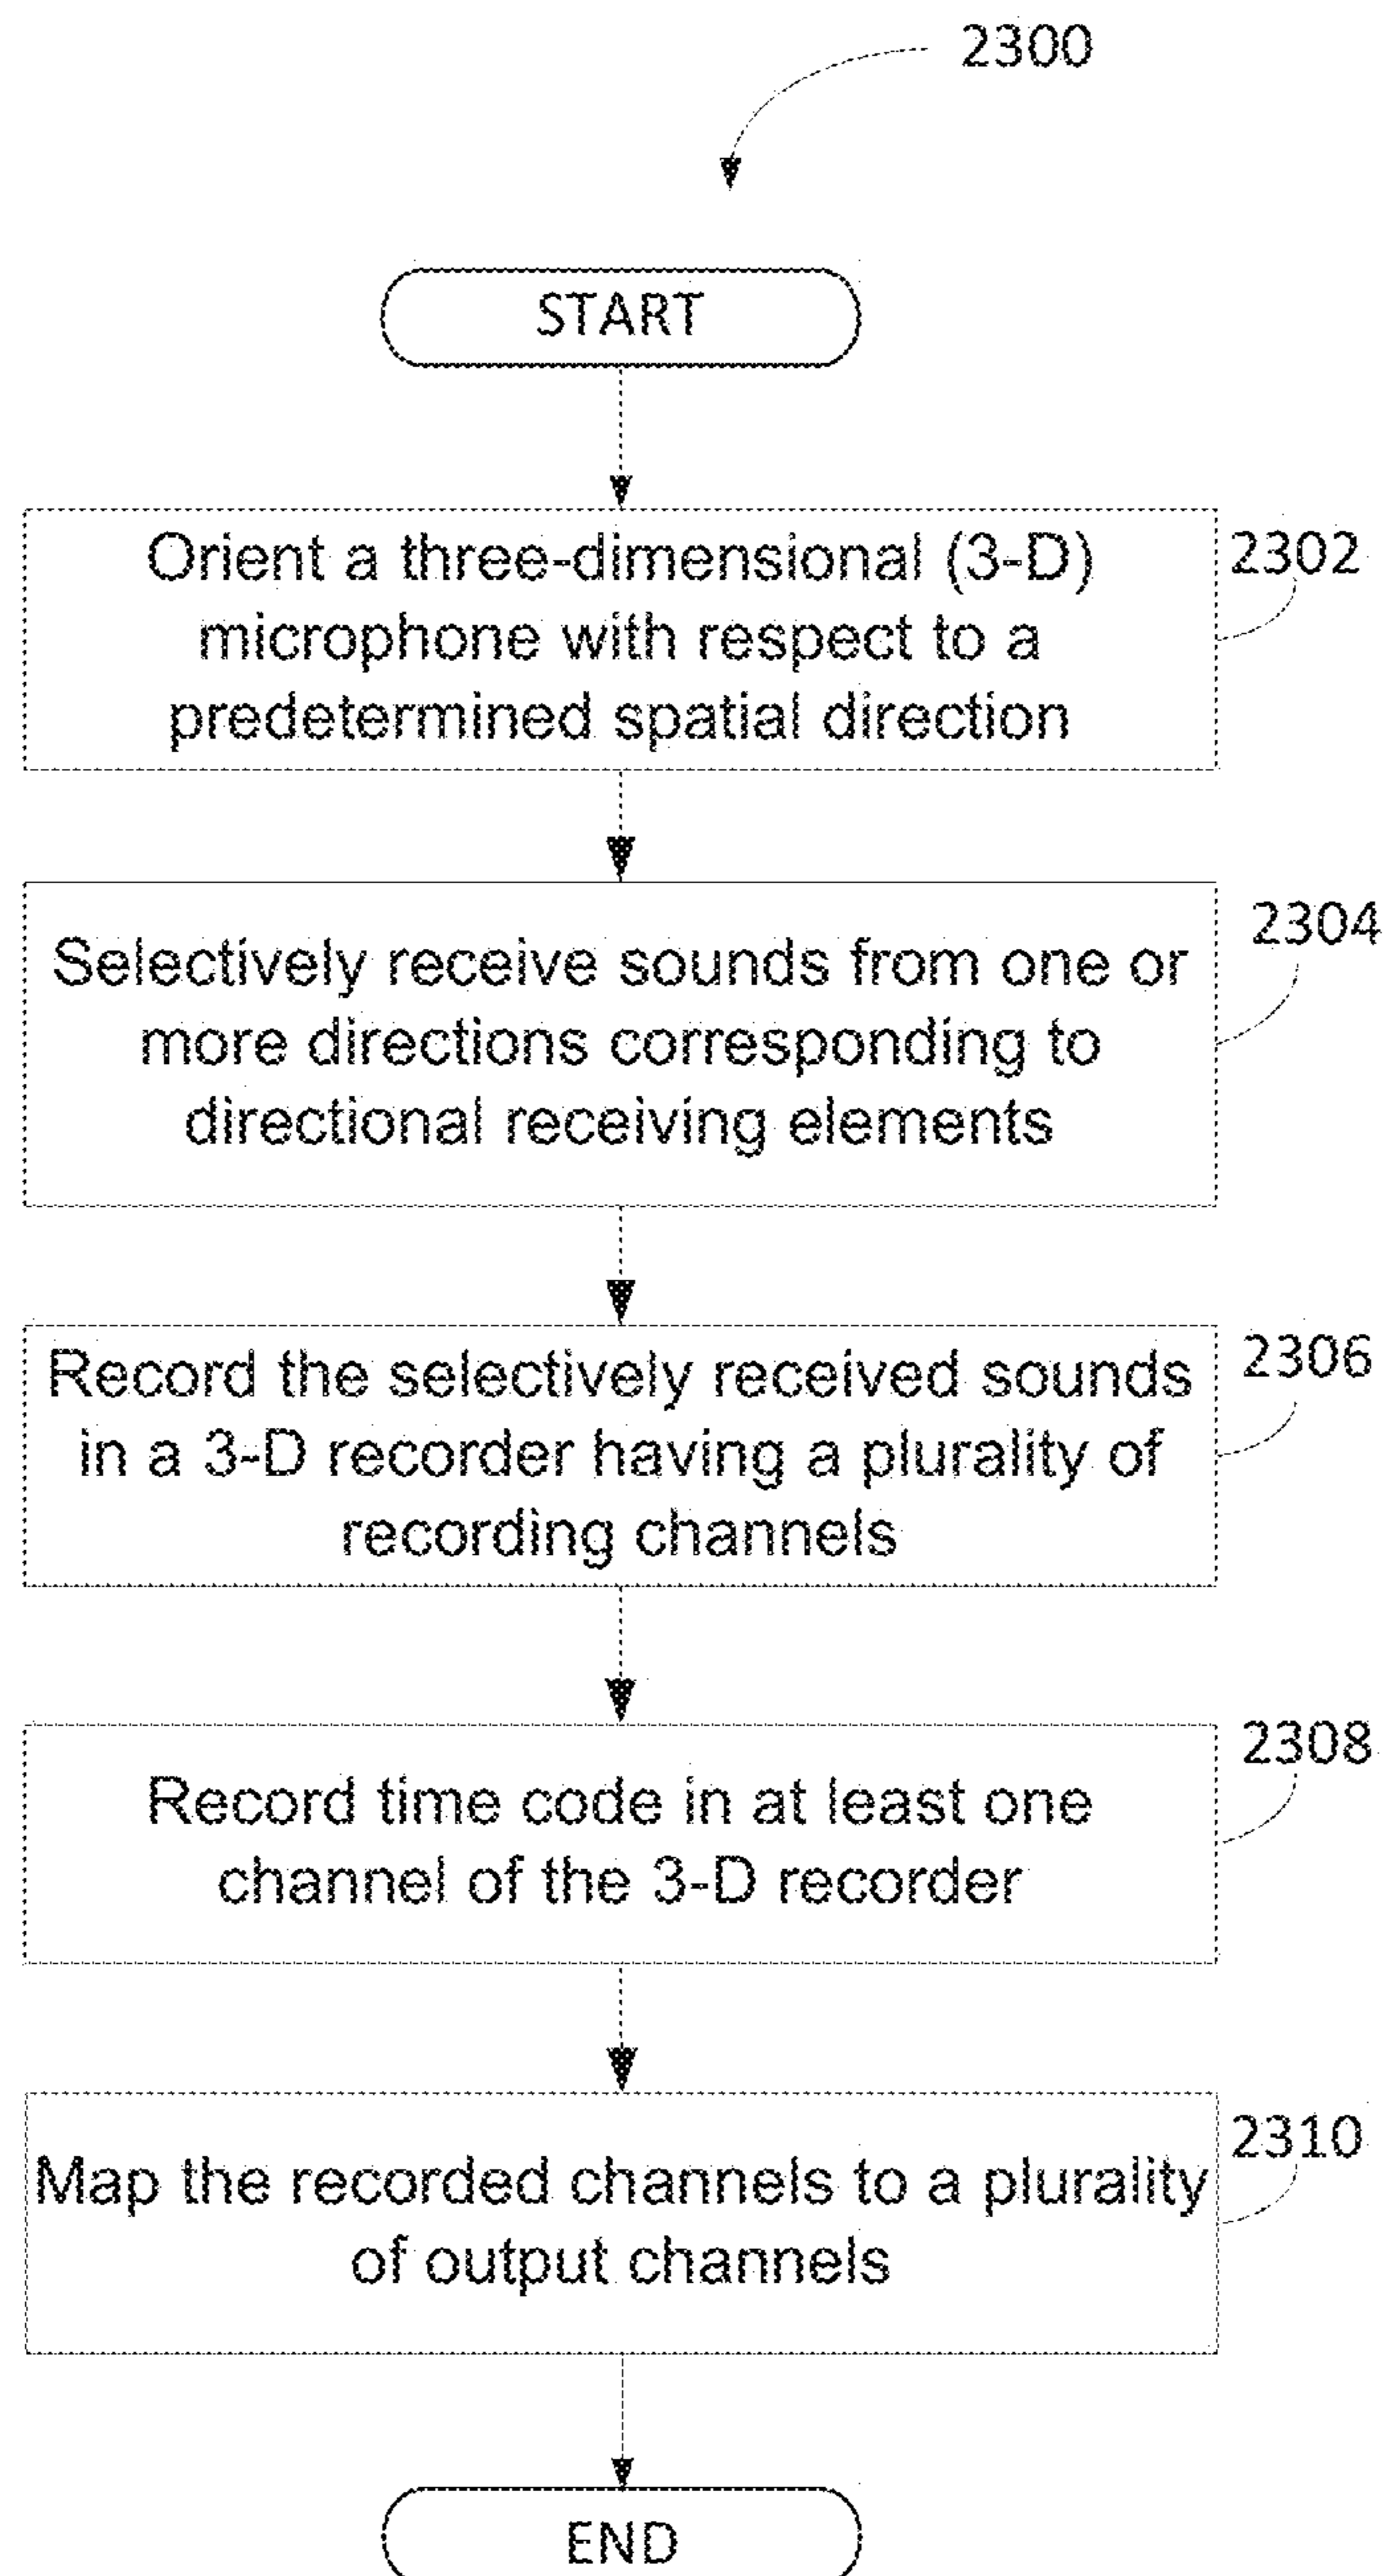 2300
START
Orient a three-dimensional (3-D)
microphone with respect to a
predetermined spatial direction
2302
Selectively receive sounds from one or
more directions corresponding to
directional receiving elements
2304
Record the selectively received sounds
in a 3-D recorder having a plurality of
recording channels
2306
Record time code in at least one
channel of the 3-D recorder
2308
Map the recorded channels to a plurality
of output channels
2310
END